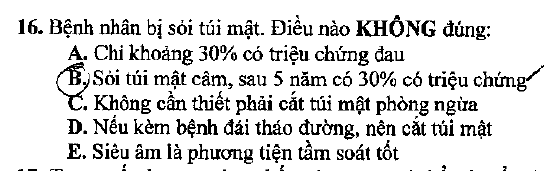 16. Bệnh nhân bị sỏi túi mật. Điều nào KHÔNG đúng:
A. Chỉ khoảng 30% có triệu chứng đau
B. Sỏi túi mật câm, sau 5 năm có 30% có triệu chứng
C. Không cần thiết phải cắt túi mật phòng ngừa
D. Nếu kèm bệnh đái tháo đường, nên cắt túi mật
E. Siêu âm là phương tiện tầm soát tốt